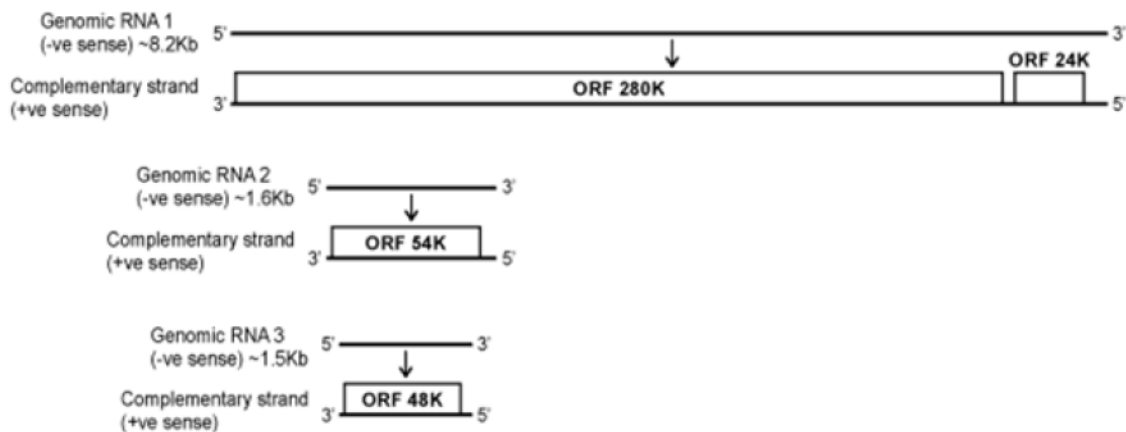 Genomic RNA 1
(-ve sense) ~8.2Kb
5' 3'
ORF 24K
Complementary strand
(+ve sense)
ORF 280K
3' 5'
Genomic RNA 2
(-ve sense) ~1.6Kb
5' 3'
Complementary strand
(+ve sense)
ORF 54K
3' 5'
Genomic RNA 3
(-ve sense) ~1.5Kb
5' 3'
Complementary strand
(+ve sense)
ORF 48K
3' 5'